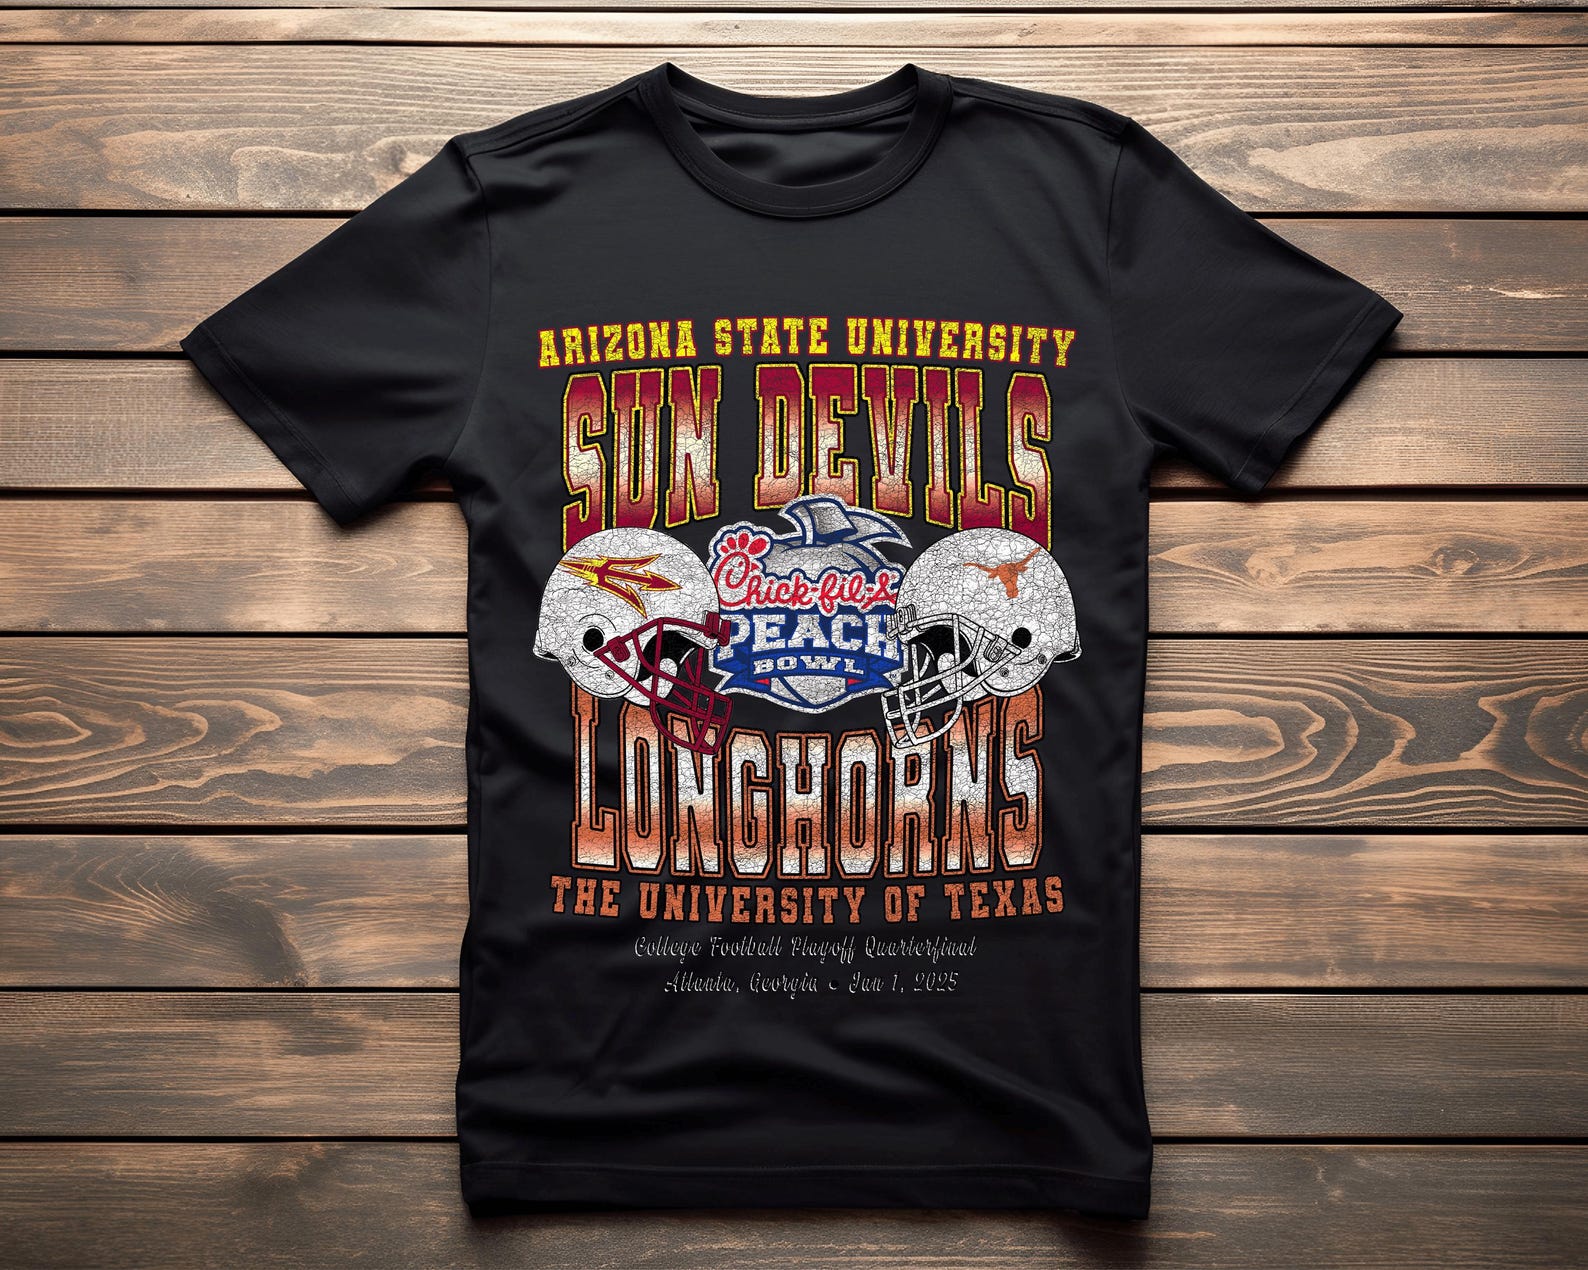 ARIZONA STATE UNIVERSITY
SUN DEVILS
Chick-fil-A
PEACH
BOWL
LONGHORNS
THE UNIVERSITY OF TEXAS
College Football Playoff Quarterfinal
Atlanta, Georgia • Jan 1, 2025